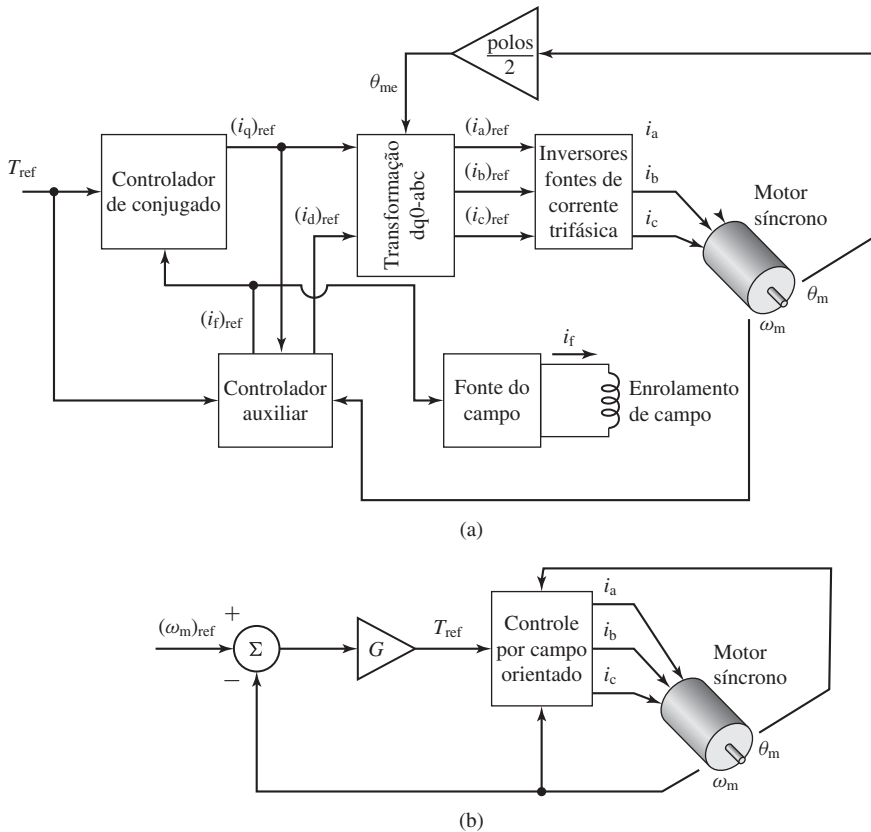 polos
2
θme
(iq)ref
(ia)ref
ia
Tref
Controlador
de conjugado
(id)ref
Transformação
dq0-abc
(ib)ref
(ic)ref
Inversores
fontes de
corrente
trifásica
ib
ic
Motor
síncrono
θm
ωm
(if)ref
Controlador
auxiliar
Fonte do
campo
if
Enrolamento
de campo
(a)
(ωm)ref
+
−
Σ
G
Tref
Controle
por campo
orientado
ia
ib
ic
Motor
síncrono
θm
ωm
(b)